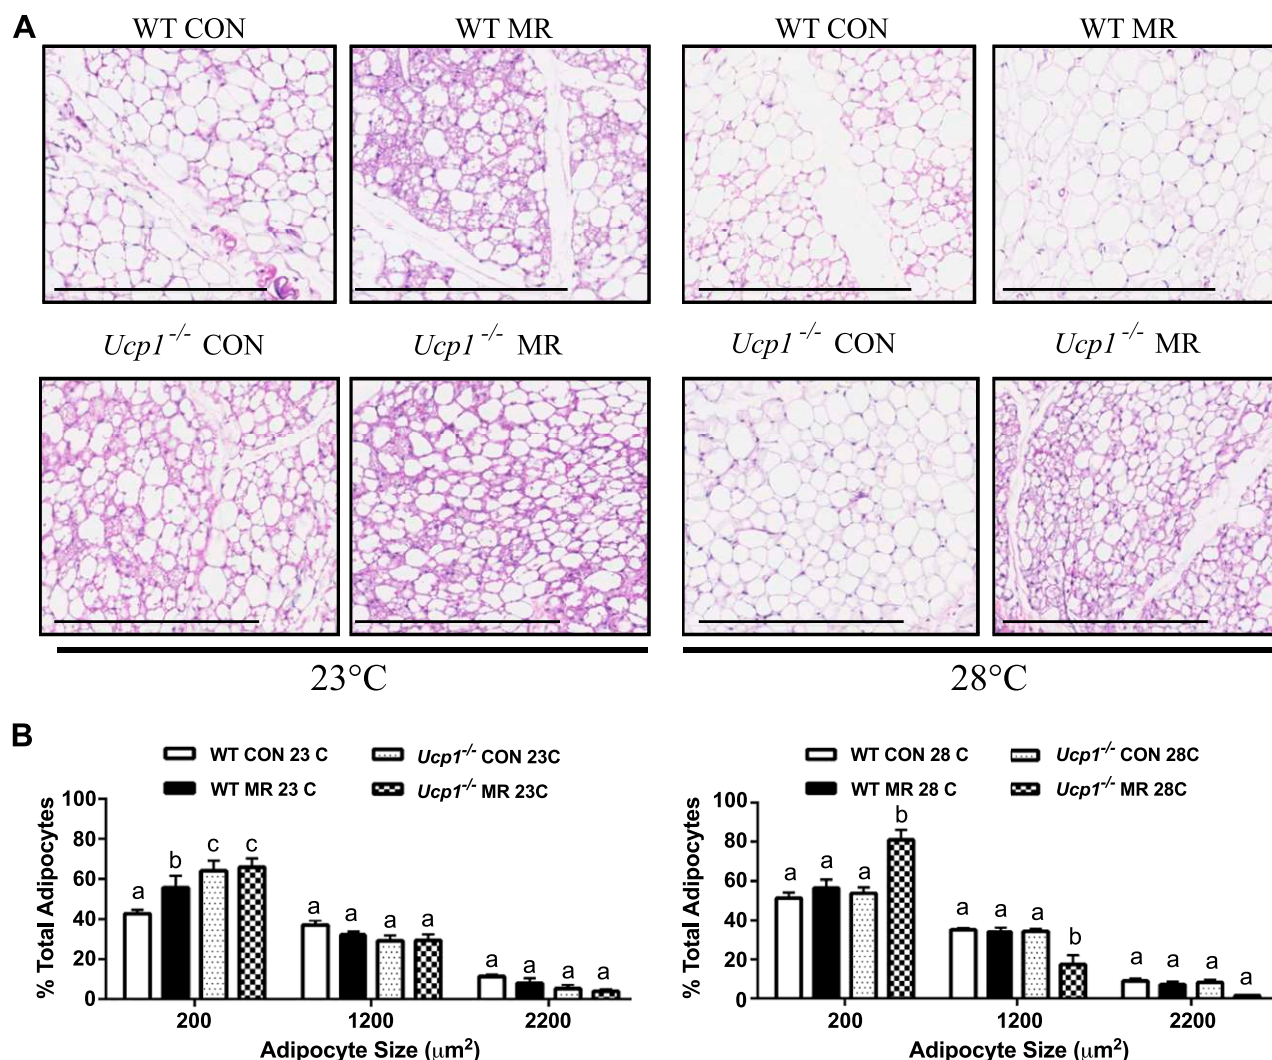 A
WT CON WT MR WT CON WT MR
Ucp1-/- CON Ucp1-/- MR Ucp1-/- CON Ucp1-/- MR
23°C 28°C
B
WT CON 23 C Ucp1-/- CON 23C
WT MR 23 C Ucp1-/- MR 23C
% Total Adipocytes
100
80
60
40
20
0
a b c c
a a a a
a a a a
200 1200 2200
Adipocyte Size (μm2)
WT CON 28 C Ucp1-/- CON 28C
WT MR 28 C Ucp1-/- MR 28C
% Total Adipocytes
100
80
60
40
20
0
a a a b
a a a b
a a a a
200 1200 2200
Adipocyte Size (μm2)